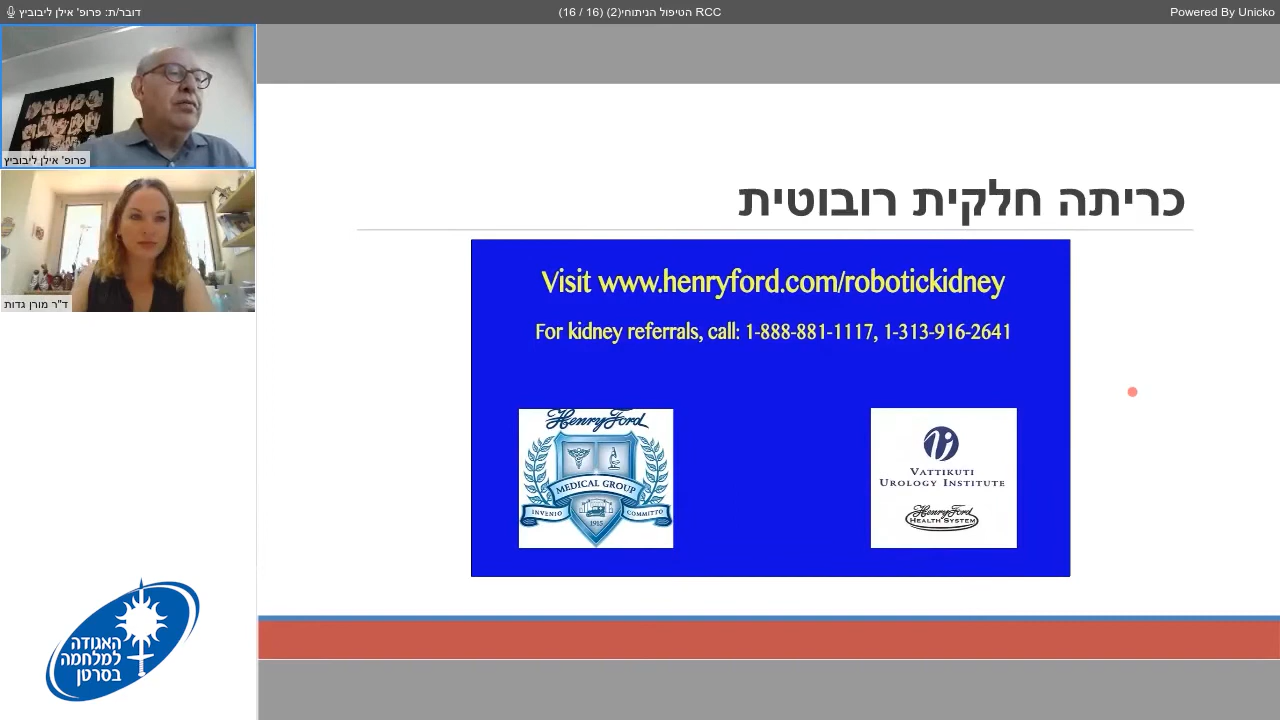 דובר/ת: פרופ' אילן ליבוביץ
RCC הטיפול הניתוחי(2) (16 / 16)
Powered By Unicko
פרופ' אילן ליבוביץ
ד"ר מורן גדות
כריתה חלקית רובוטית
Visit www.henryford.com/robotickidney
For kidney referrals, call: 1-888-881-1117, 1-313-916-2641
Henry Ford
MEDICAL GROUP
INVENIO COMMITTO
1915
VATTIKUTI
UROLOGY INSTITUTE
Henry Ford
HEALTH SYSTEM
האגודה
למלחמה
בסרטן